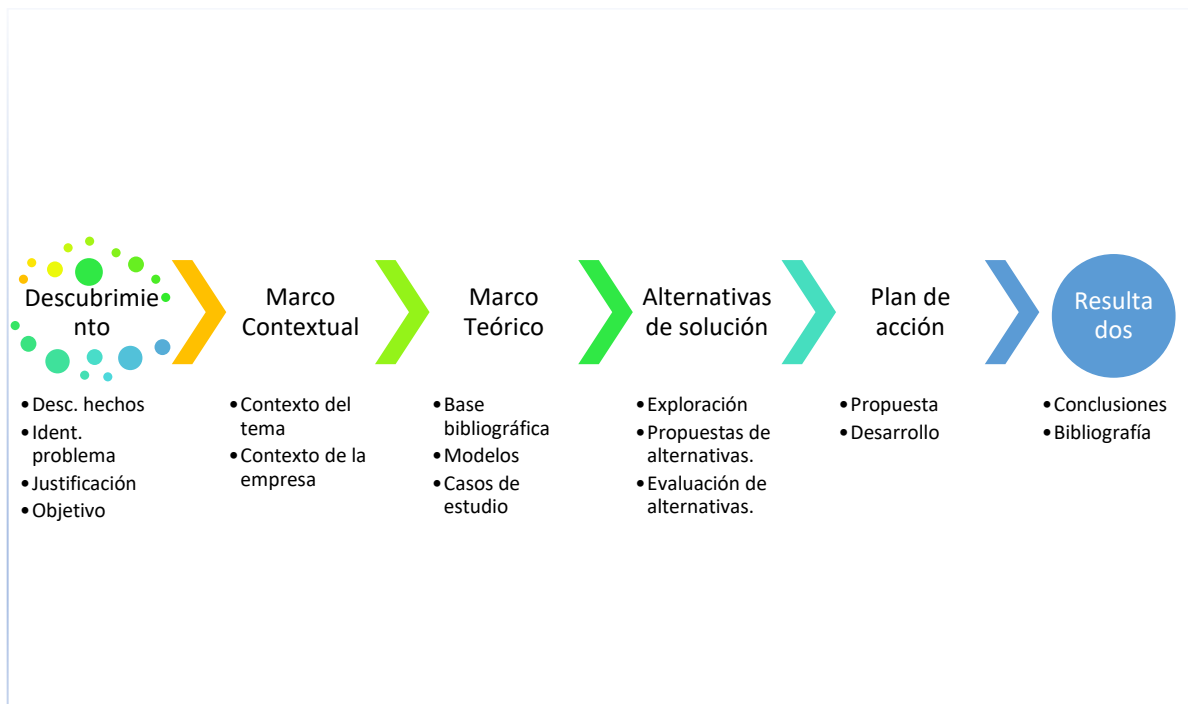 Descubrimie
nto
• Desc. hechos
• Ident.
problema
• Justificación
• Objetivo
Marco
Contextual
• Contexto del
tema
• Contexto de la
empresa
Marco
Teórico
• Base
bibliográfica
• Modelos
• Casos de
estudio
Alternativas
de solución
• Exploración
• Propuestas de
alternativas.
• Evaluación de
alternativas.
Plan de
acción
• Propuesta
• Desarrollo
Resulta
dos
• Conclusiones
• Bibliografía